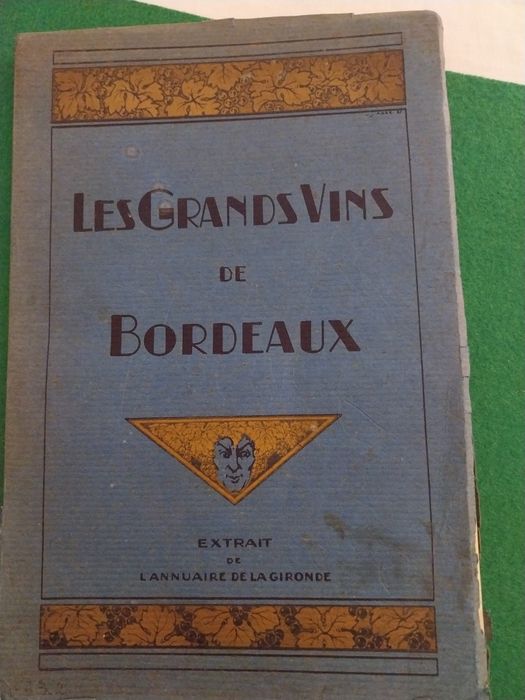 LES GRANDS VINS
DE
BORDEAUX
EXTRAIT
DE
L'ANNUAIRE DE LA GIRONDE